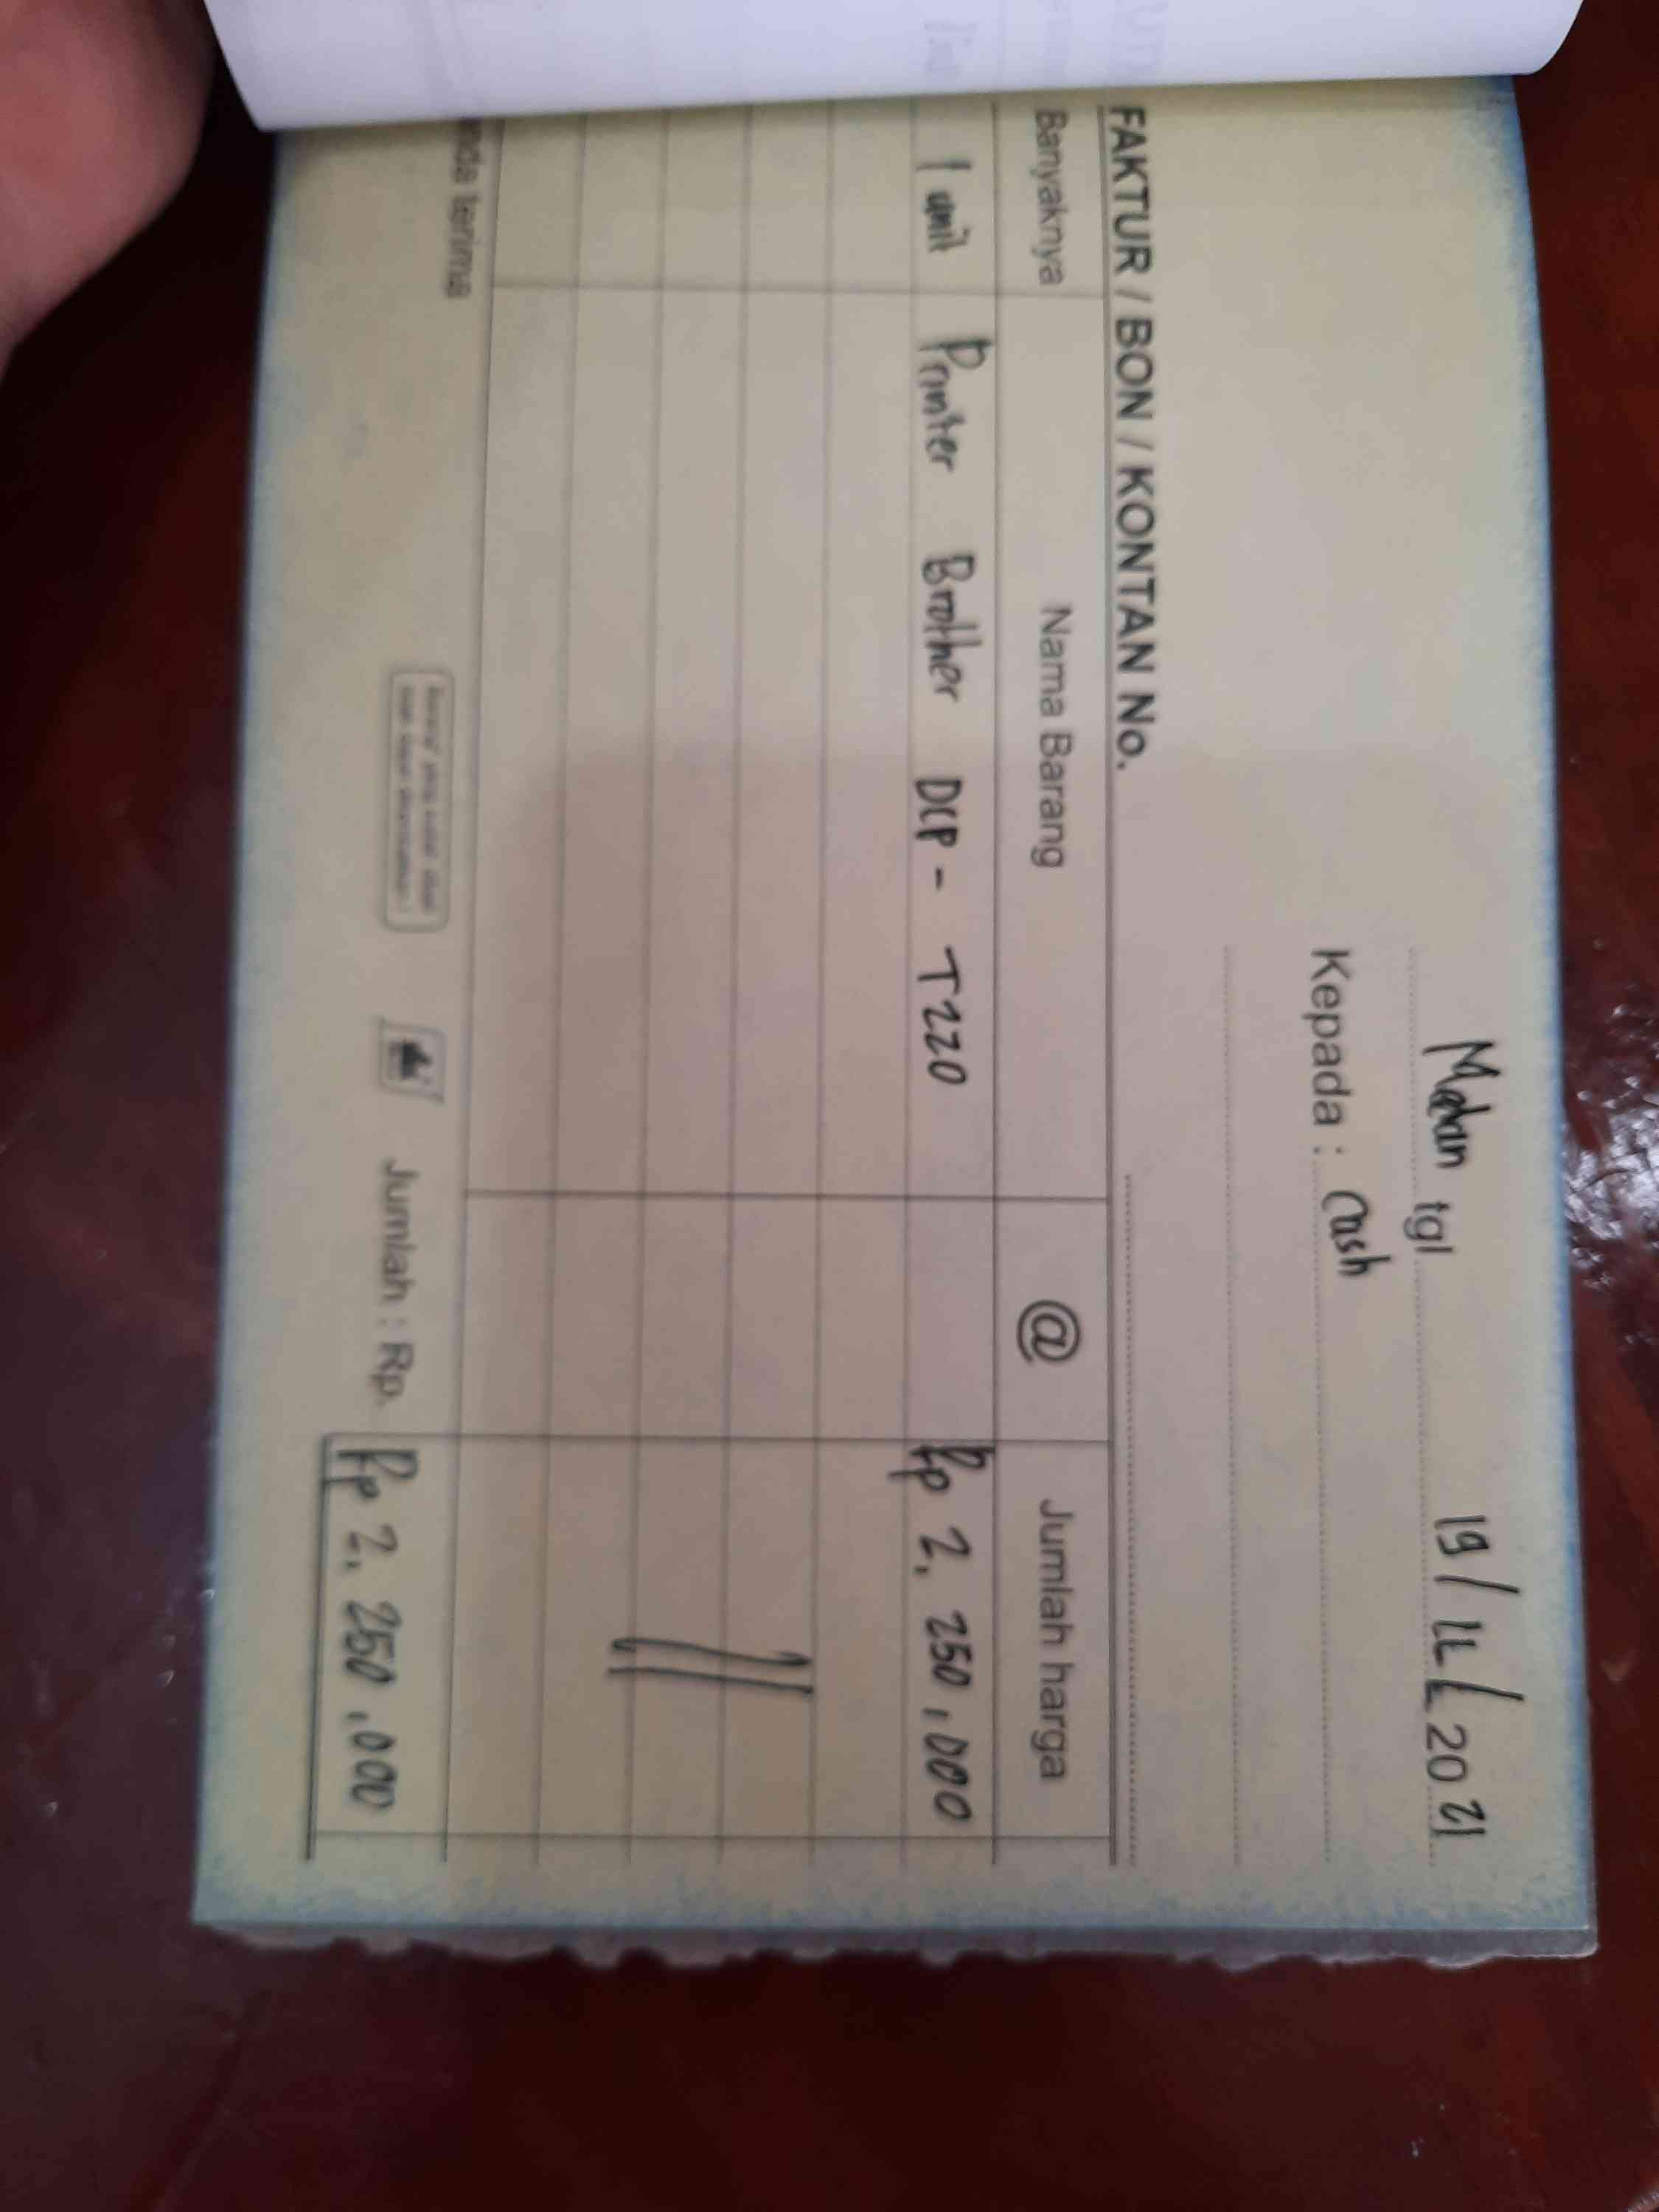 Medan tgl 19/11/2021
Kepada : Cash
FAKTUR / BON / KONTAN No.
Banyaknya Nama Barang @ Jumlah harga
1 unit Printer Brother DCP - T220 Rp 2.250,000
da terima
Jumlah : Rp. Rp 2.250,000